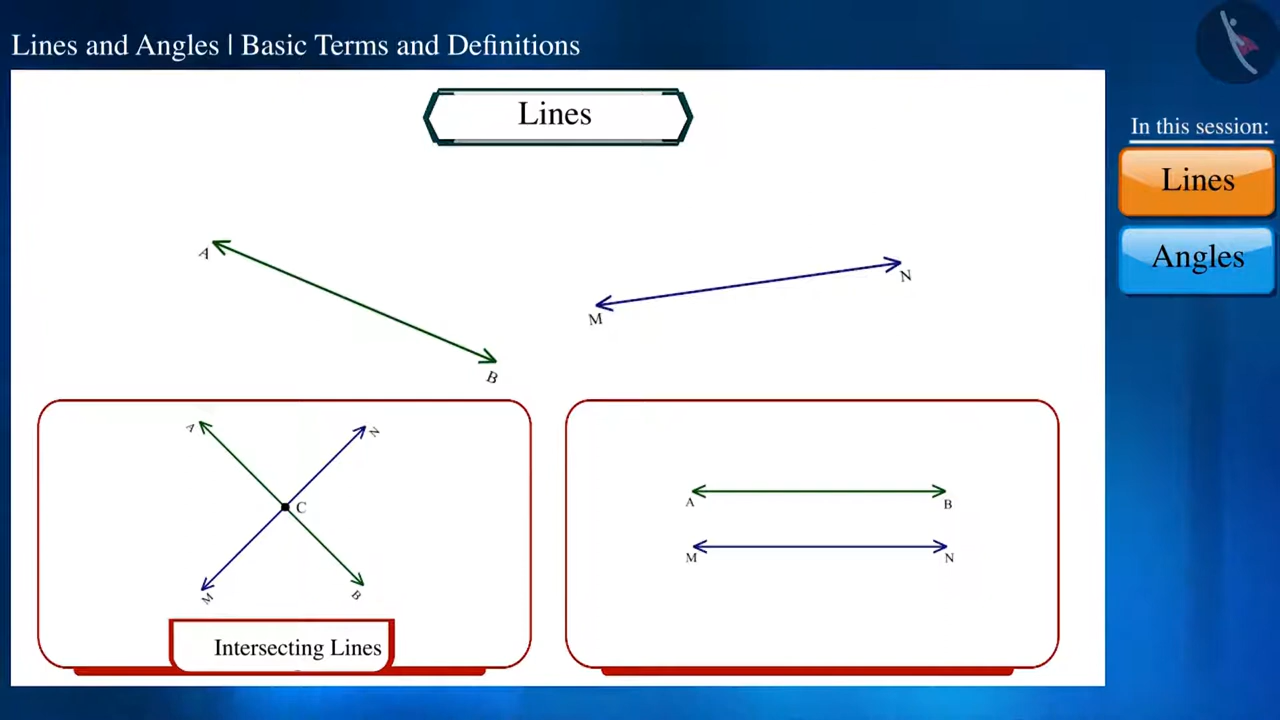 Lines and Angles | Basic Terms and Definitions
In this session:
Lines
Angles
Lines
A
B
M
N
A
N
C
M
B
Intersecting Lines
A
B
M
N